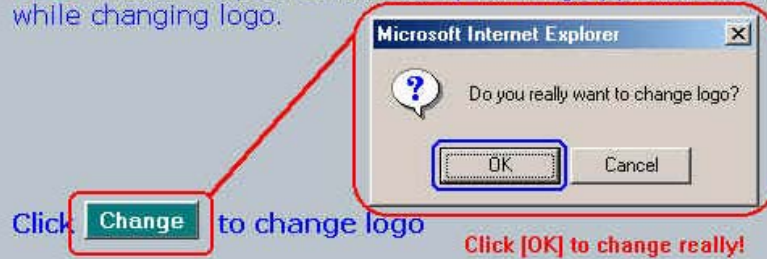 while changing logo.
Microsoft Internet Explorer
Do you really want to change logo?
OK Cancel
Click Change to change logo
Click [OK] to change really!